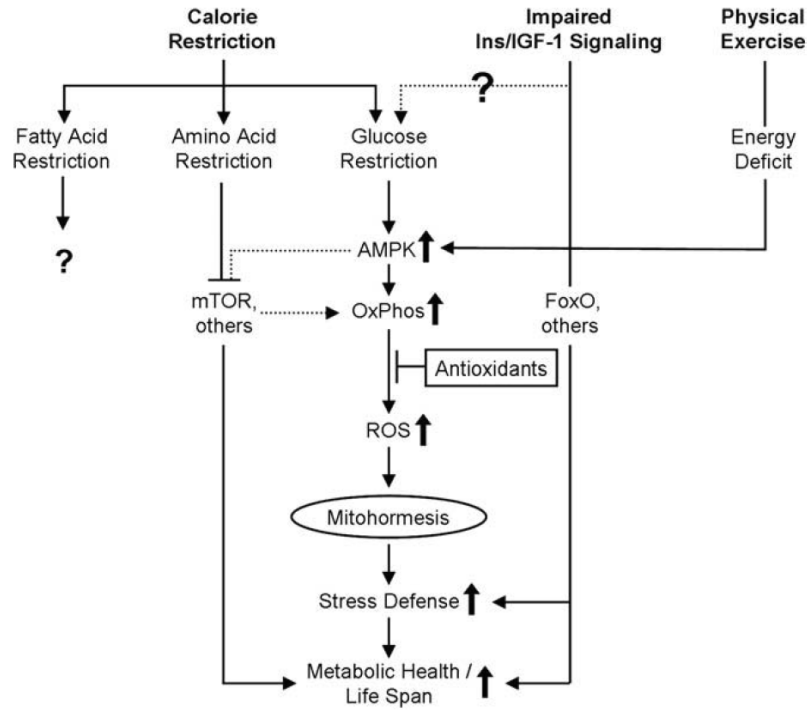 Calorie
Restriction
Impaired
Ins/IGF-1 Signaling
Physical
Exercise
?
Fatty Acid
Restriction
Amino Acid
Restriction
Glucose
Restriction
Energy
Deficit
?
AMPK
mTOR,
others
OxPhos
FoxO,
others
Antioxidants
ROS
Mitohormesis
Stress Defense
Metabolic Health /
Life Span